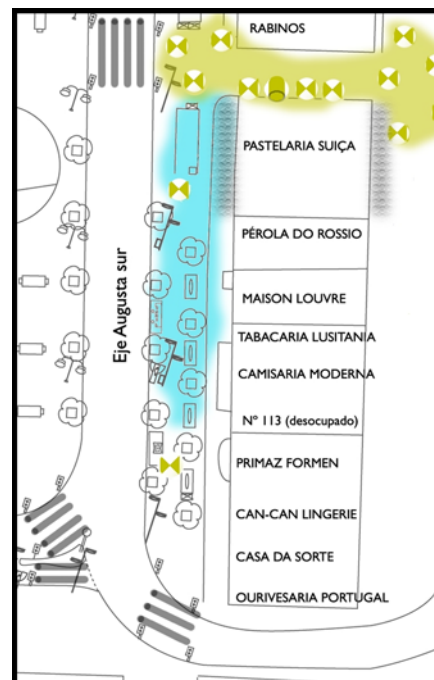 RABINOS
PASTELARIA SUIÇA
PÉROLA DO ROSSIO
MAISON LOUVRE
TABACARIA LUSITANIA
Eje Augusta sur
CAMISARIA MODERNA
Nº 113 (desocupado)
PRIMAZ FORMEN
CAN-CAN LINGERIE
CASA DA SORTE
OURIVESARIA PORTUGAL